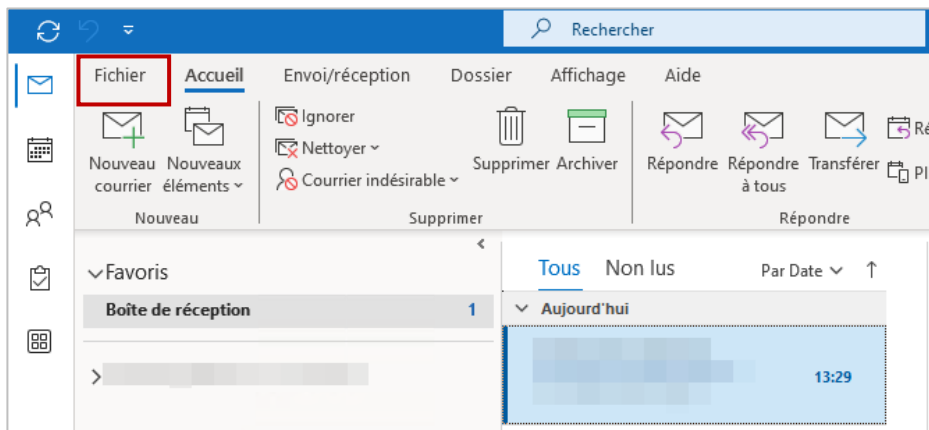 Rechercher
Fichier Accueil Envoi/réception Dossier Affichage Aide
Nouveau courrier
Nouveaux éléments
Ignorer
Nettoyer
Courrier indésirable
Supprimer
Archiver
Répondre
Répondre à tous
Transférer
Ré
Pl
Nouveau
Supprimer
Répondre
Favoris
Boîte de réception 1
Tous Non lus Par Date
Aujourd'hui
13:29